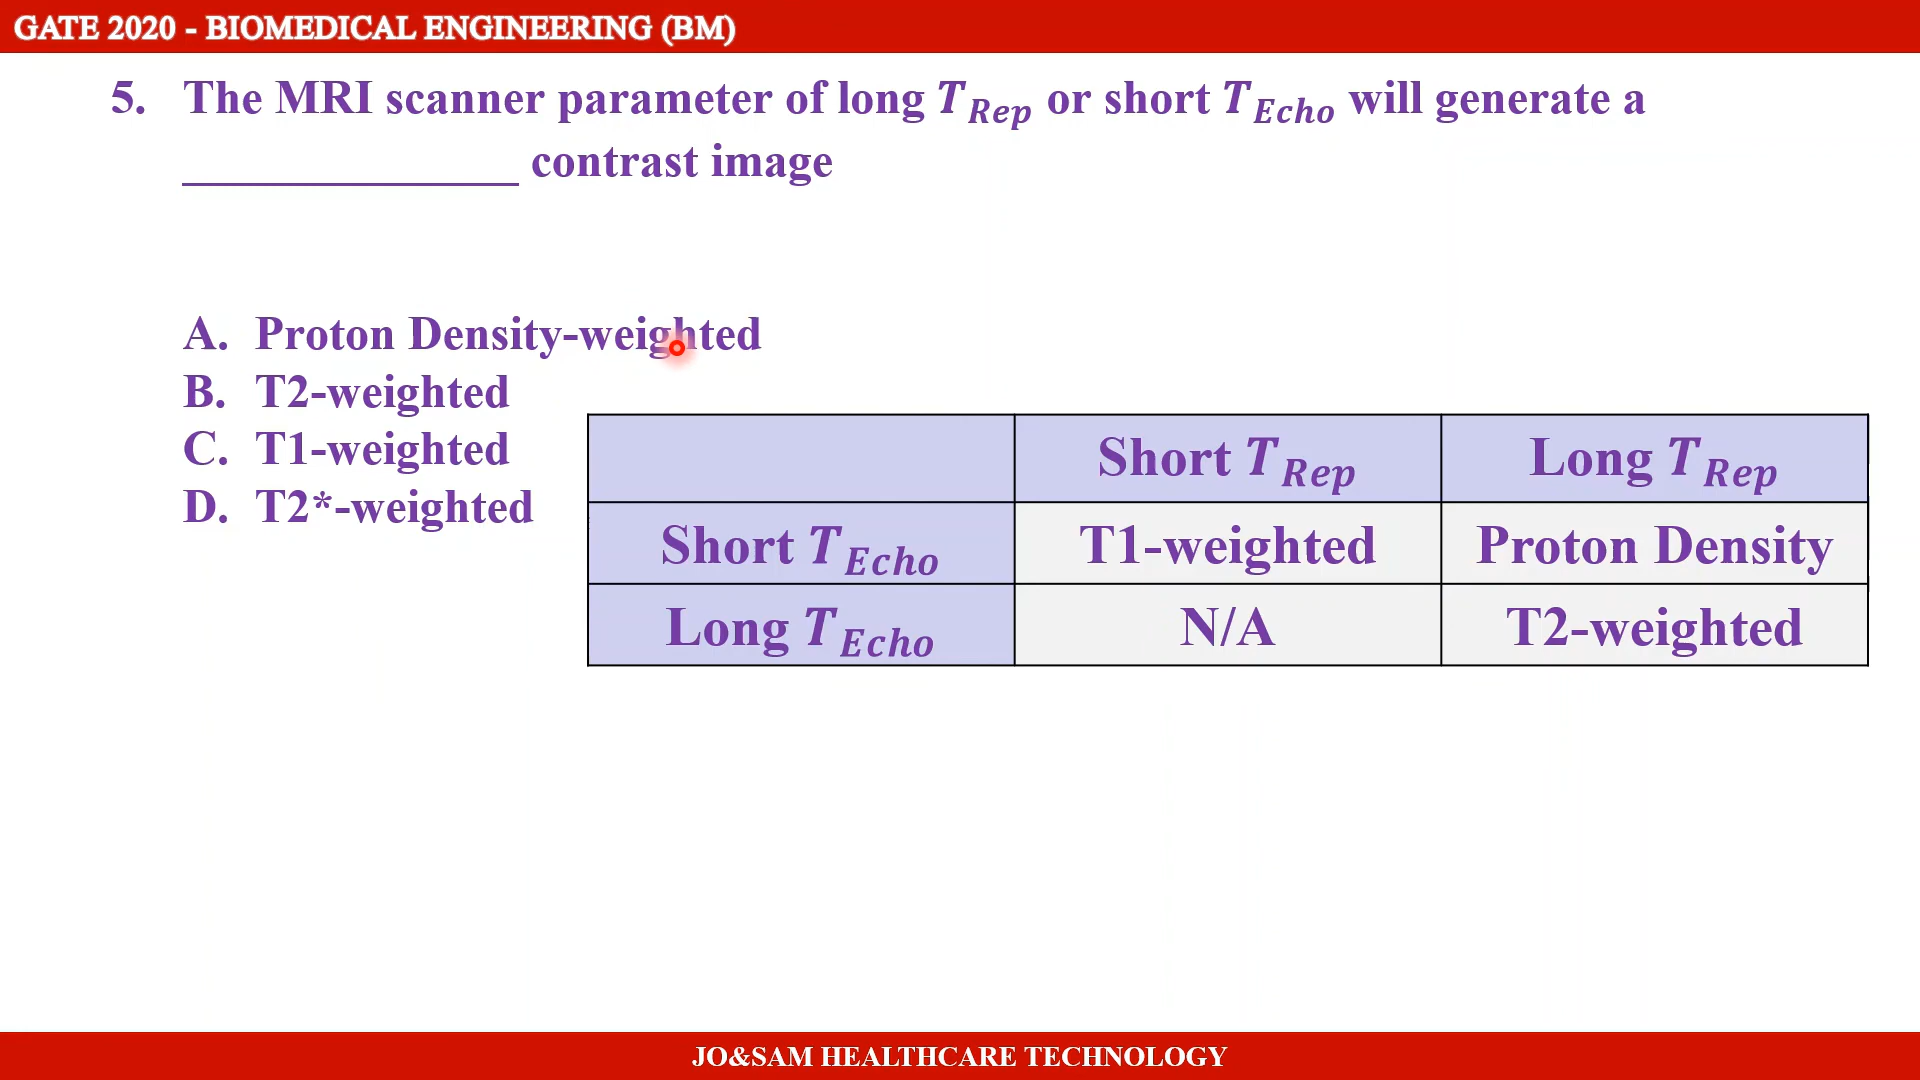 GATE 2020 - BIOMEDICAL ENGINEERING (BM)
5. The MRI scanner parameter of long T_Rep or short T_Echo will generate a
______________ contrast image
A. Proton Density-weighted
B. T2-weighted
C. T1-weighted
D. T2*-weighted
Short T_Rep Long T_Rep
Short T_Echo T1-weighted Proton Density
Long T_Echo N/A T2-weighted
JO&SAM HEALTHCARE TECHNOLOGY